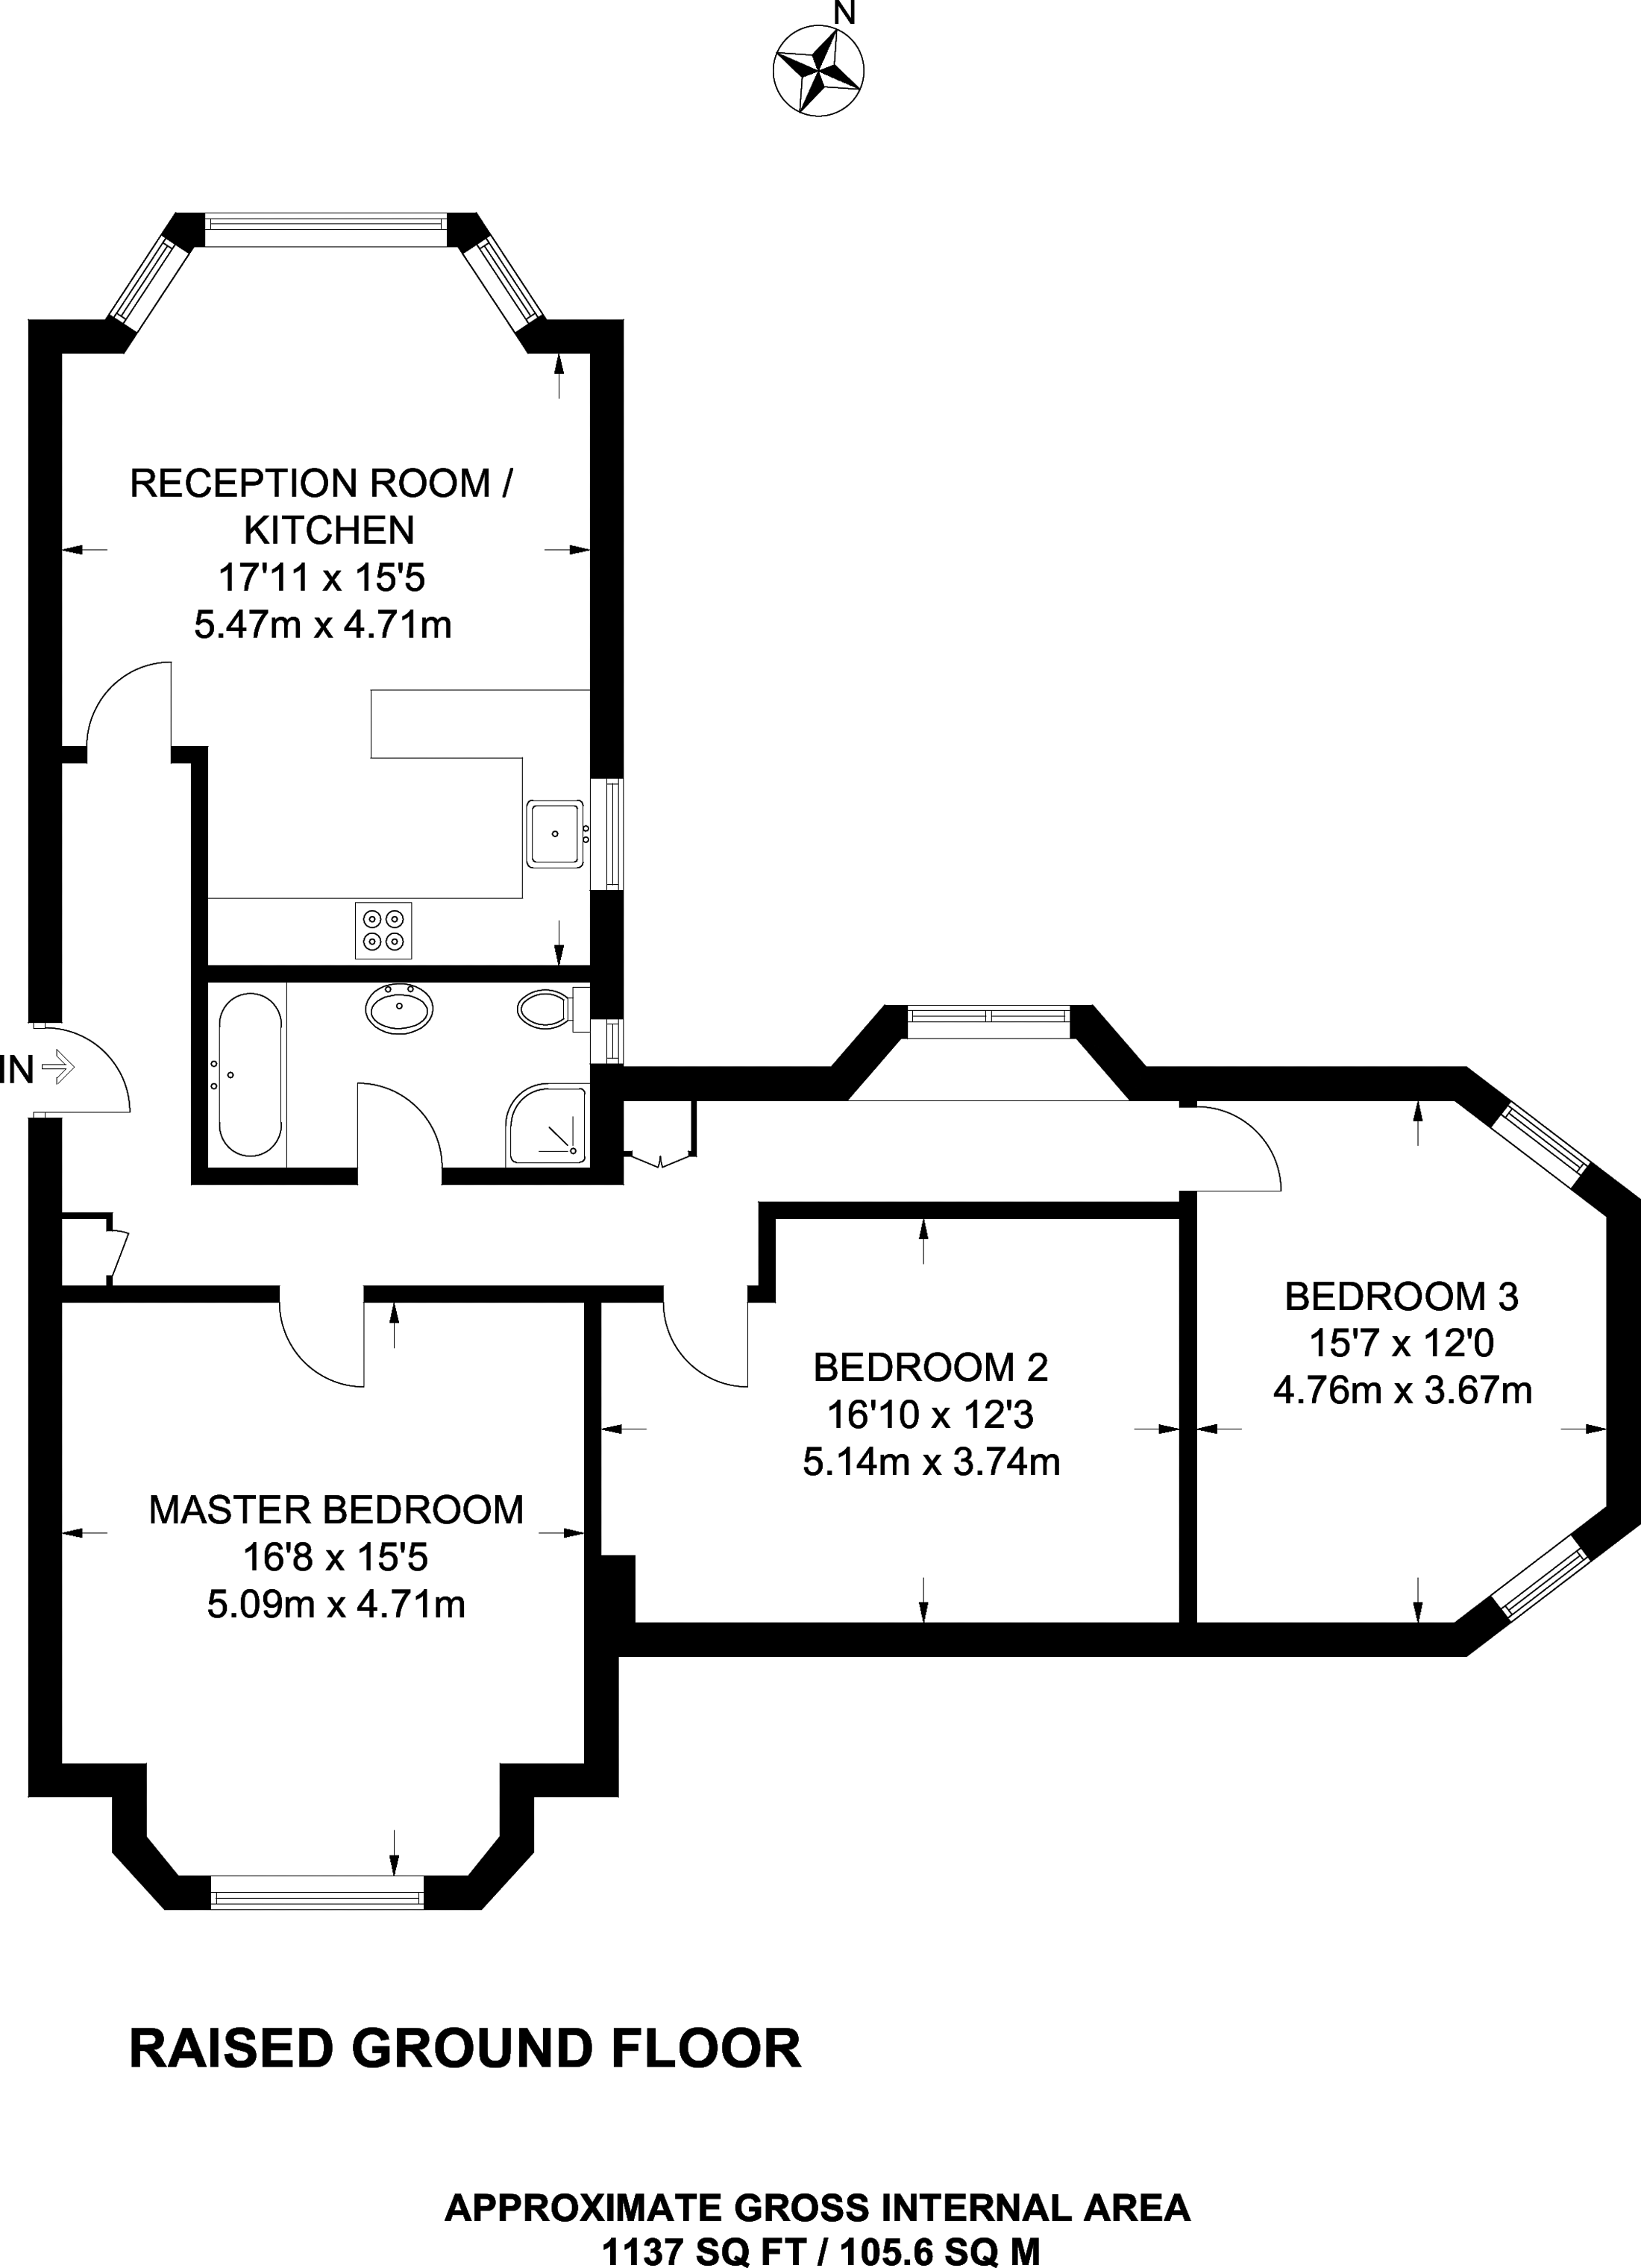 N
RECEPTION ROOM /
KITCHEN
17'11 x 15'5
5.47m x 4.71m
IN
BEDROOM 3
15'7 x 12'0
4.76m x 3.67m
BEDROOM 2
16'10 x 12'3
5.14m x 3.74m
MASTER BEDROOM
16'8 x 15'5
5.09m x 4.71m
RAISED GROUND FLOOR
APPROXIMATE GROSS INTERNAL AREA
1137 SQ FT / 105.6 SQ M